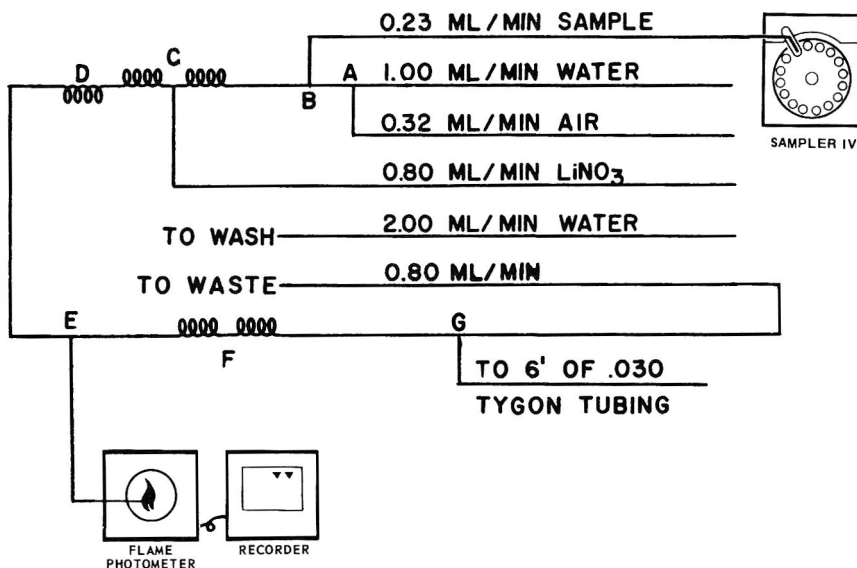 0.23 ML/MIN SAMPLE
D
C
B
A
1.00 ML/MIN WATER
0.32 ML/MIN AIR
SAMPLER IV
0.80 ML/MIN LiNO₃
TO WASH
2.00 ML/MIN WATER
TO WASTE
0.80 ML/MIN
E
F
G
TO 6' OF .030
TYGON TUBING
FLAME
PHOTOMETER
RECORDER